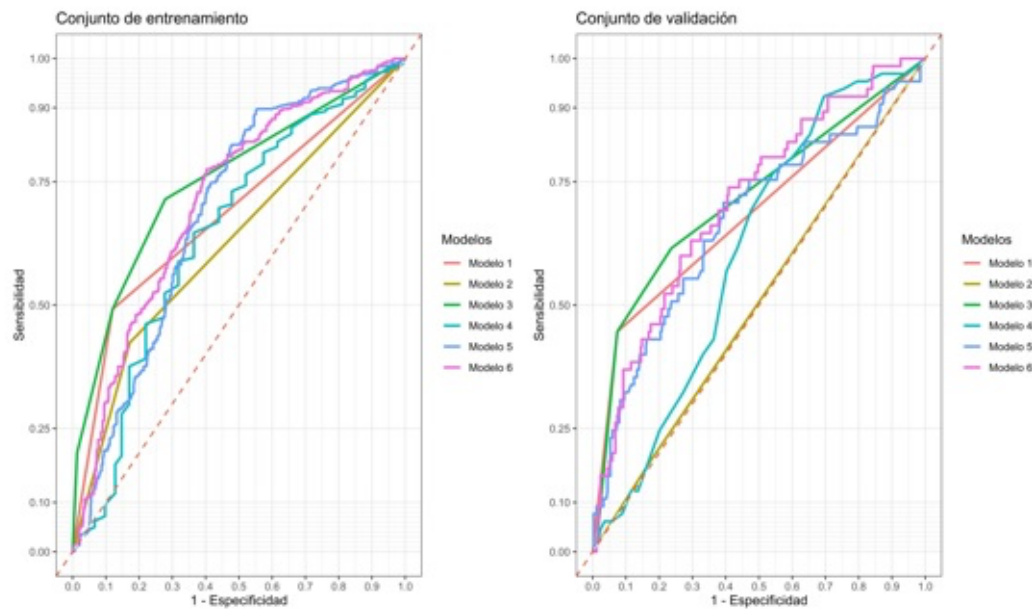 Conjunto de entrenamiento
1.00
0.90
0.75
0.50
0.25
0.10
0.00
Sensibilidad
0.0 0.1 0.2 0.3 0.4 0.5 0.6 0.7 0.8 0.9 1.0
1 - Especificidad
Modelos
Modelo 1
Modelo 2
Modelo 3
Modelo 4
Modelo 5
Modelo 6
Conjunto de validación
1.00
0.90
0.75
0.50
0.25
0.10
0.00
Sensibilidad
0.0 0.1 0.2 0.3 0.4 0.5 0.6 0.7 0.8 0.9 1.0
1 - Especificidad
Modelos
Modelo 1
Modelo 2
Modelo 3
Modelo 4
Modelo 5
Modelo 6